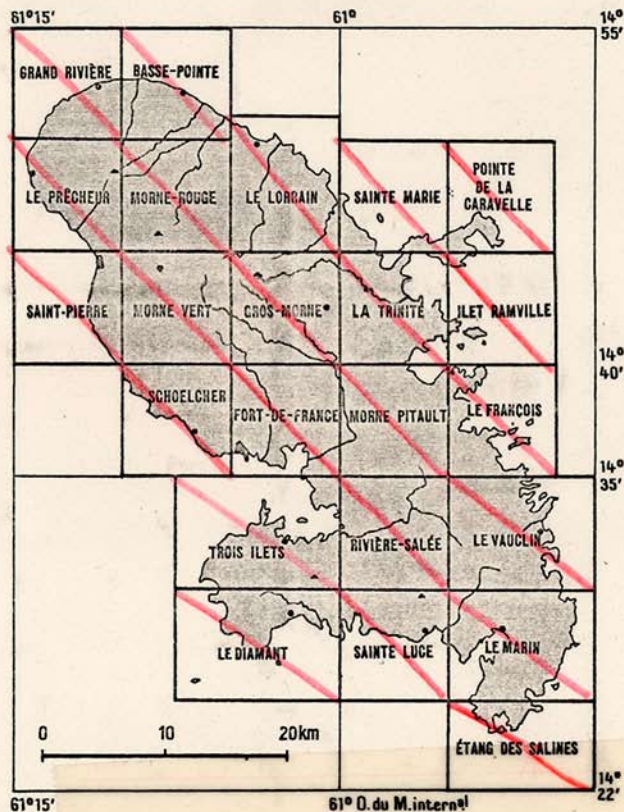 61°15'
61°
14°
55'
GRAND RIVIÈRE
BASSE-POINTE
LE PRÊCHEUR
MORNE-ROUGE
LE LORRAIN
SAINTE MARIE
POINTE
DE LA
CARAVELLE
SAINT-PIERRE
MORNE VERT
GROS-MORNE
LA TRINITÉ
ILET RAMVILLE
14°
40'
SCHOELCHER
FORT-DE-FRANCE
MORNE PITAULT
LE FRANÇOIS
14°
35'
TROIS ILETS
RIVIÈRE-SALÉE
LE VAUCLIN
LE DIAMANT
SAINTE LUCE
LE MARIN
0 10 20km
ÉTANG DES SALINES
14°
22'
61°15'
61° O. du M. internal